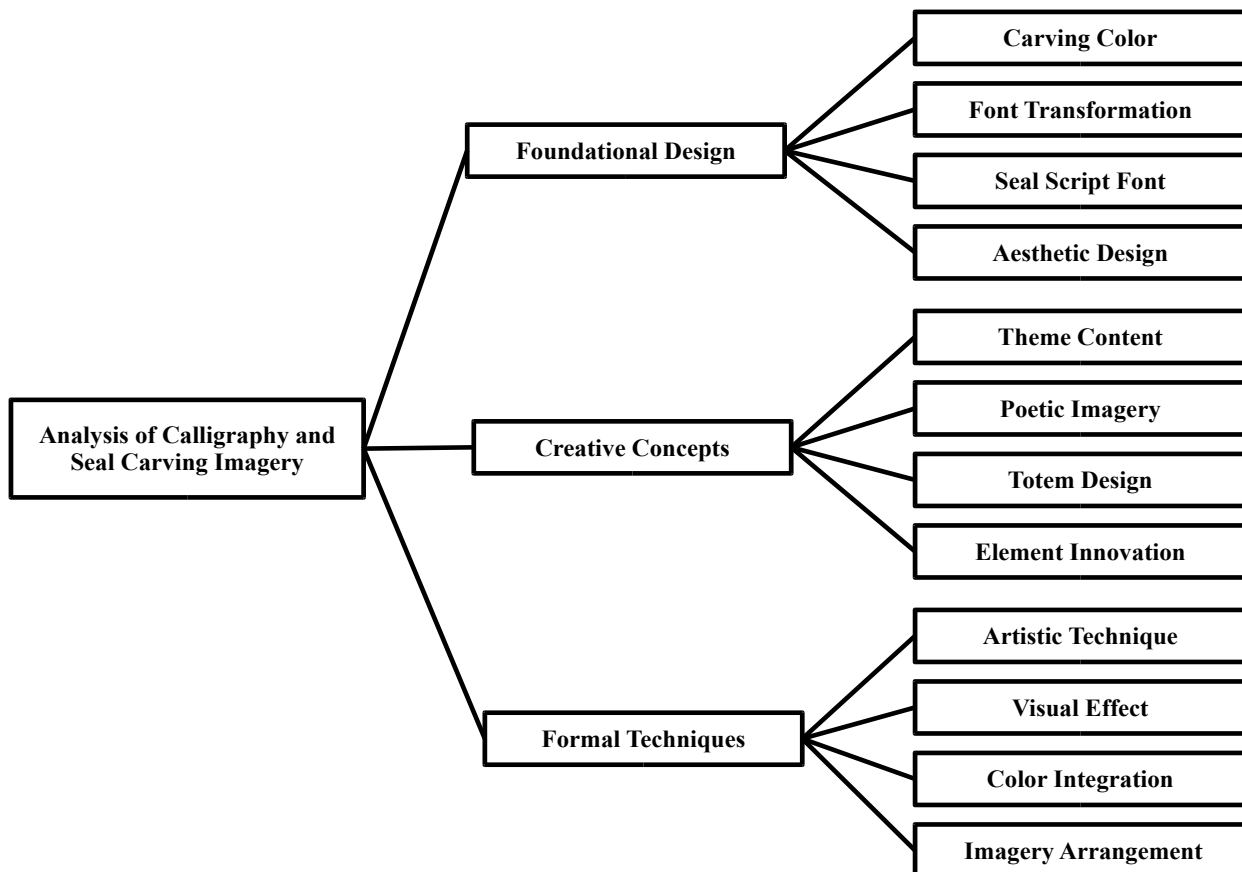 Analysis of Calligraphy and
Seal Carving Imagery
Foundational Design
Carving Color
Font Transformation
Seal Script Font
Aesthetic Design
Creative Concepts
Theme Content
Poetic Imagery
Totem Design
Element Innovation
Formal Techniques
Artistic Technique
Visual Effect
Color Integration
Imagery Arrangement